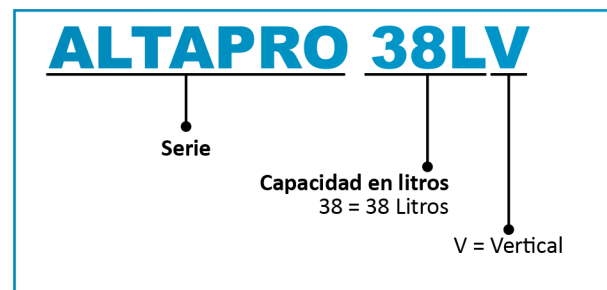 ALTAPRO 38LV
Serie
Capacidad en litros
38 = 38 Litros
V = Vertical